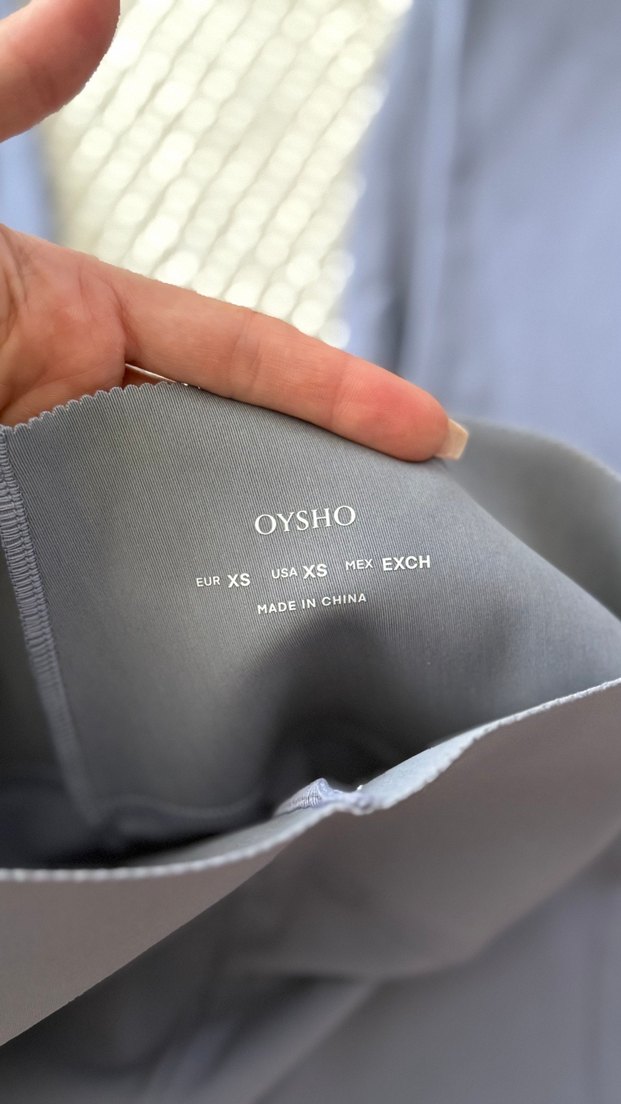 OYSHO
EUR XS USA XS MEX EXCH
MADE IN CHINA